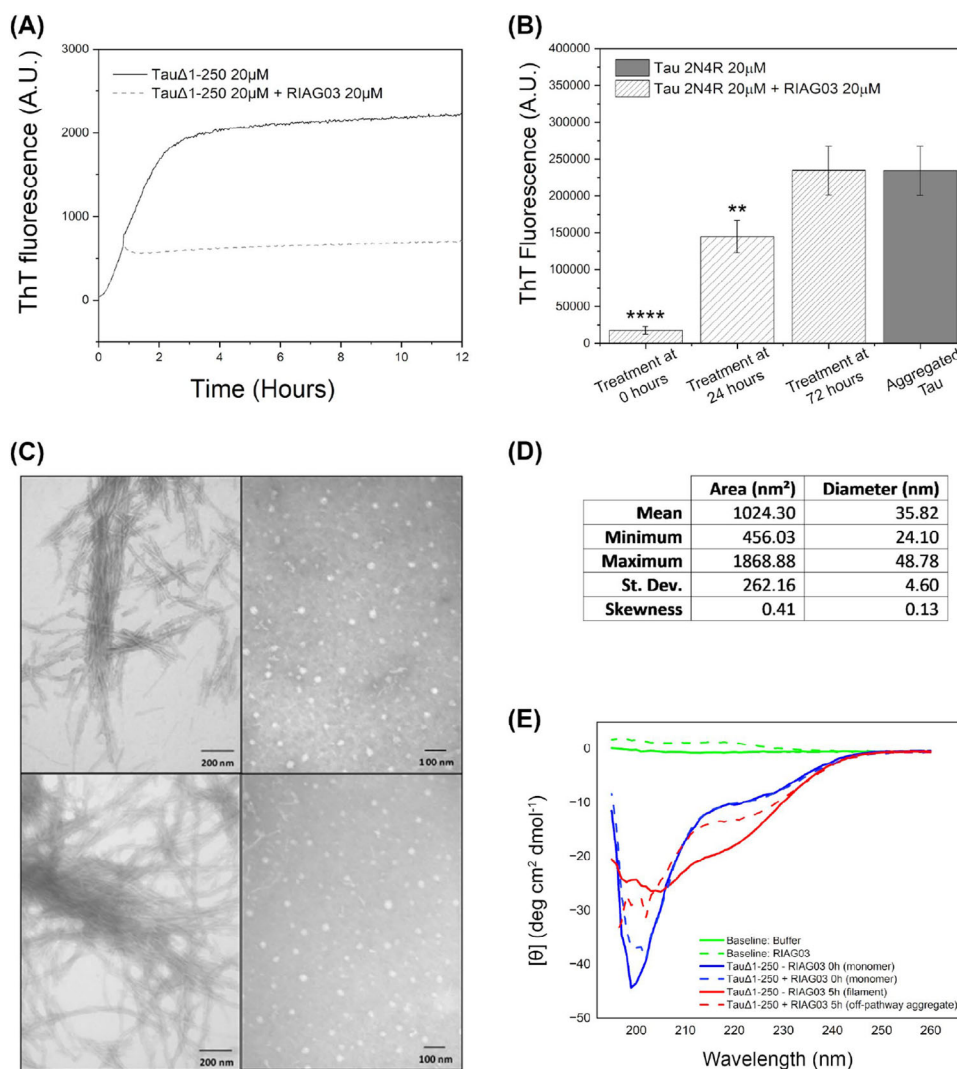 (A)
3000
2000
1000
0
ThT fluorescence (A.U.)
TauΔ1-250 20μM
TauΔ1-250 20μM + RIAG03 20μM
0 2 4 6 8 10 12
Time (Hours)
(B)
400000
350000
300000
250000
200000
150000
100000
50000
0
ThT Fluorescence (A.U.)
Tau 2N4R 20μM
Tau 2N4R 20μM + RIAG03 20μM
****
**
Treatment at
0 hours
Treatment at
24 hours
Treatment at
72 hours
Aggregated
Tau
(C)
200 nm
100 nm
200 nm
100 nm
(D)
Area (nm²) Diameter (nm)
Mean 1024.30 35.82
Minimum 456.03 24.10
Maximum 1868.88 48.78
St. Dev. 262.16 4.60
Skewness 0.41 0.13
(E)
0
−10
−20
−30
−40
−50
[θ] (deg cm² dmol⁻¹)
Baseline: Buffer
Baseline: RIAG03
TauΔ1-250 - RIAG03 0h (monomer)
TauΔ1-250 + RIAG03 0h (monomer)
TauΔ1-250 - RIAG03 5h (filament)
TauΔ1-250 + RIAG03 5h (off-pathway aggregate)
200 210 220 230 240 250 260
Wavelength (nm)